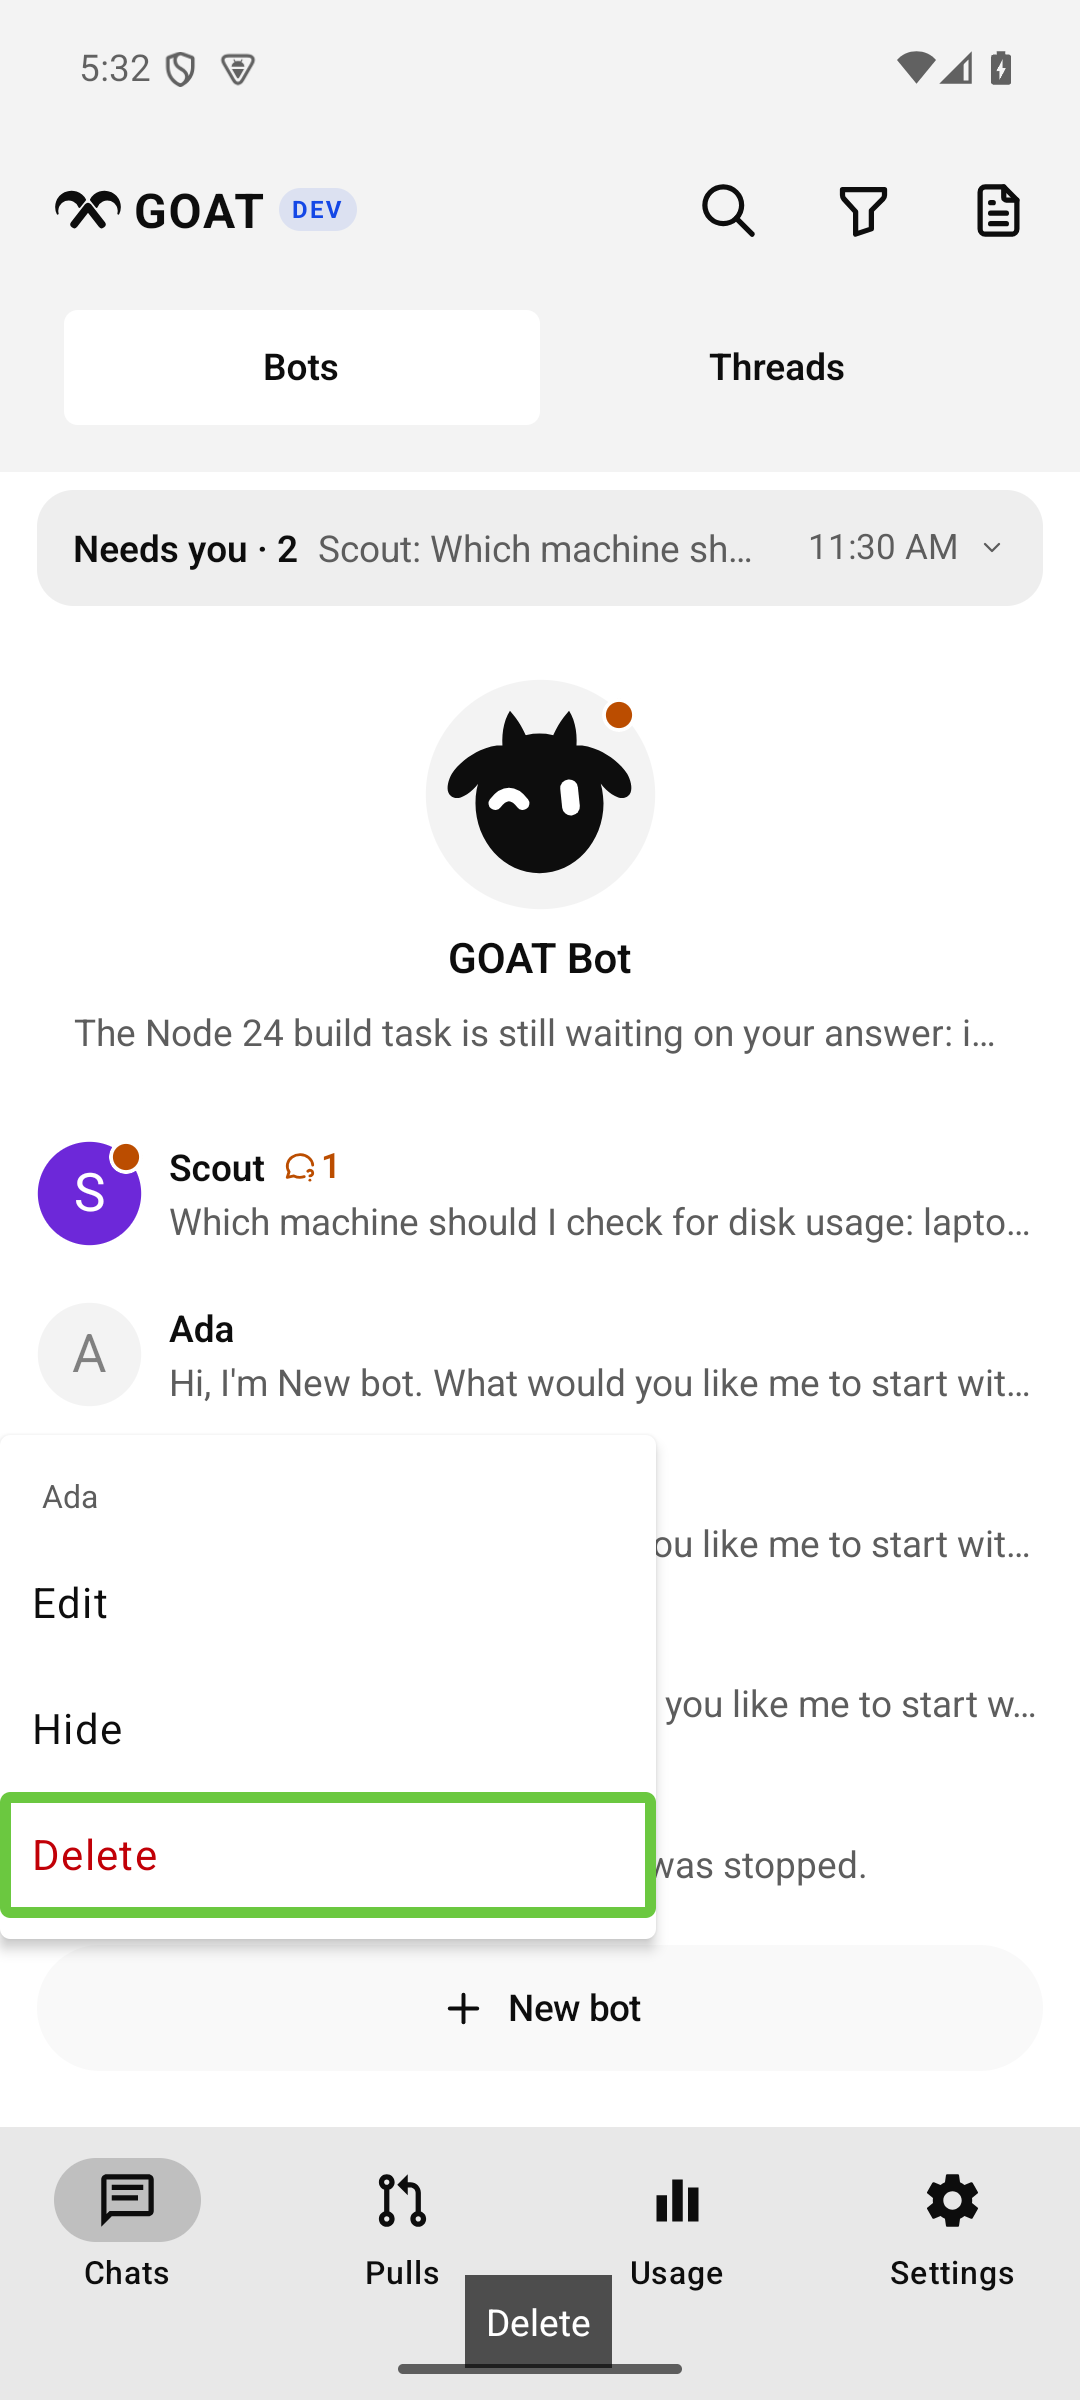 5:32
GOAT DEV
Bots
Threads
Needs you · 2 Scout: Which machine sh... 11:30 AM
GOAT Bot
The Node 24 build task is still waiting on your answer: i...
S
Scout ? 1
Which machine should I check for disk usage: lapto...
A
Ada
Hi, I'm New bot. What would you like me to start wit...
Ada
ou like me to start wit...
Edit
you like me to start w...
Hide
Delete
was stopped.
New bot
Chats
Pulls
Usage
Settings
Delete